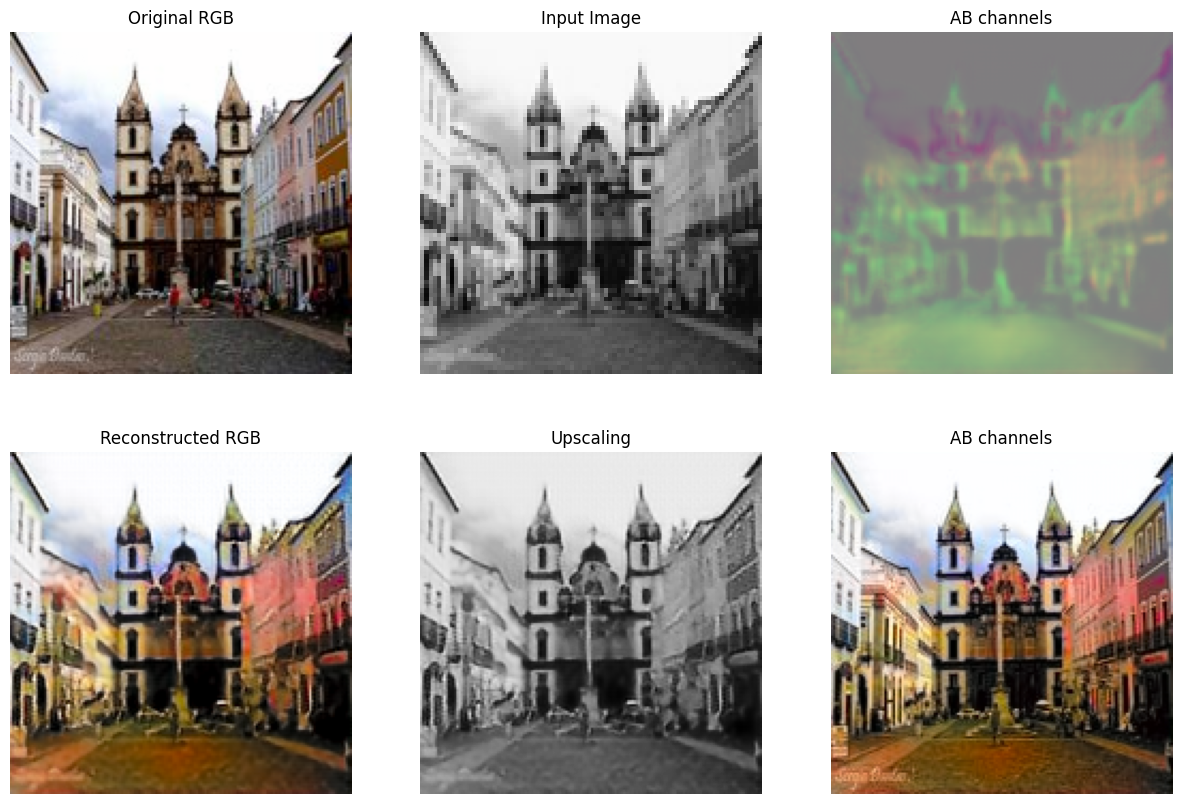 Original RGB
Input Image
AB channels
Reconstructed RGB
Upscaling
AB channels